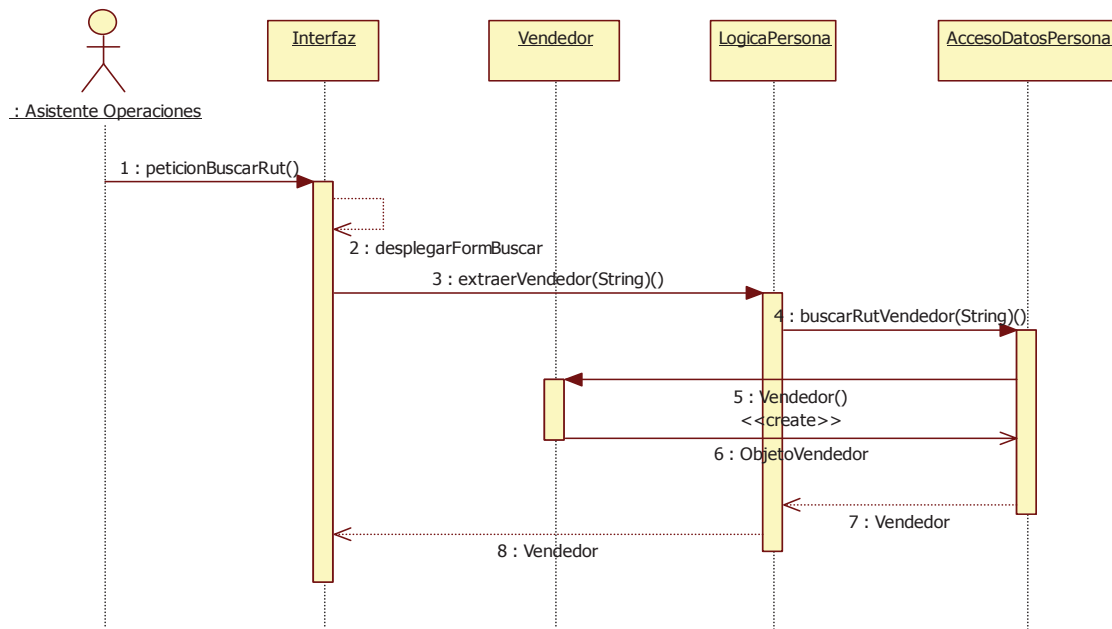 Interfaz
Vendedor
LogicaPersona
AccesoDatosPersona
: Asistente Operaciones
1 : peticionBuscarRut()
2 : desplegarFormBuscar
3 : extraerVendedor(String)()
4 : buscarRutVendedor(String)()
5 : Vendedor()
<<create>>
6 : ObjetoVendedor
7 : Vendedor
8 : Vendedor